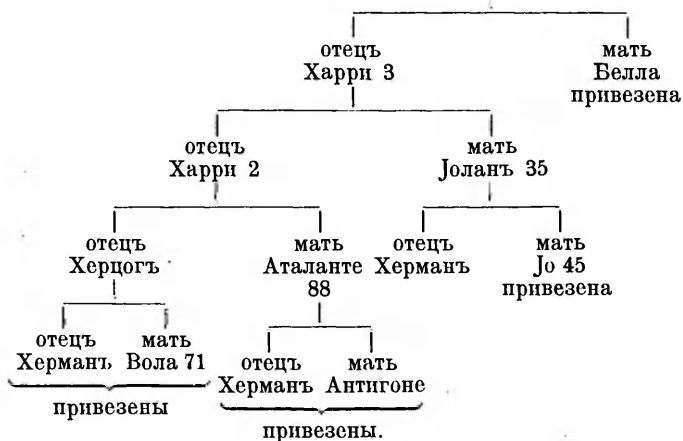 отецъ мать
Харри 3 Белла
привезена
отецъ мать
Харри 2 Јоланъ 35
отецъ мать отецъ мать
Херцогъ Аталанте Херманъ Јо 45
88 привезена
отецъ мать отецъ мать
Херманъ Вола 71 Херманъ Антигоне
привезены
привезены.